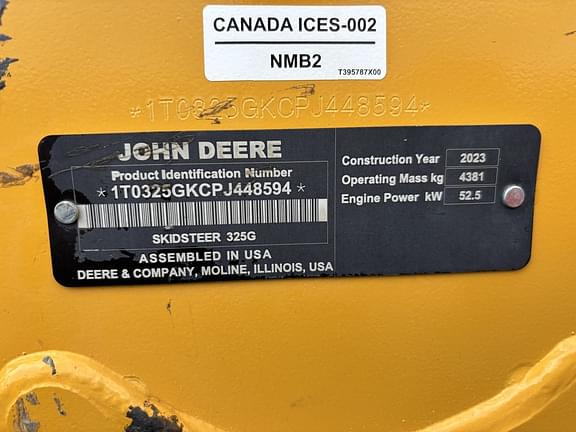 CANADA ICES-002
NMB2
T395787X00
*1T0325GKCPJ448594*
JOHN DEERE
Product Identification Number
*1T0325GKCPJ448594*
SKIDSTEER 325G
ASSEMBLED IN USA
DEERE & COMPANY, MOLINE, ILLINOIS, USA
Construction Year 2023
Operating Mass kg 4381
Engine Power kW 52.5